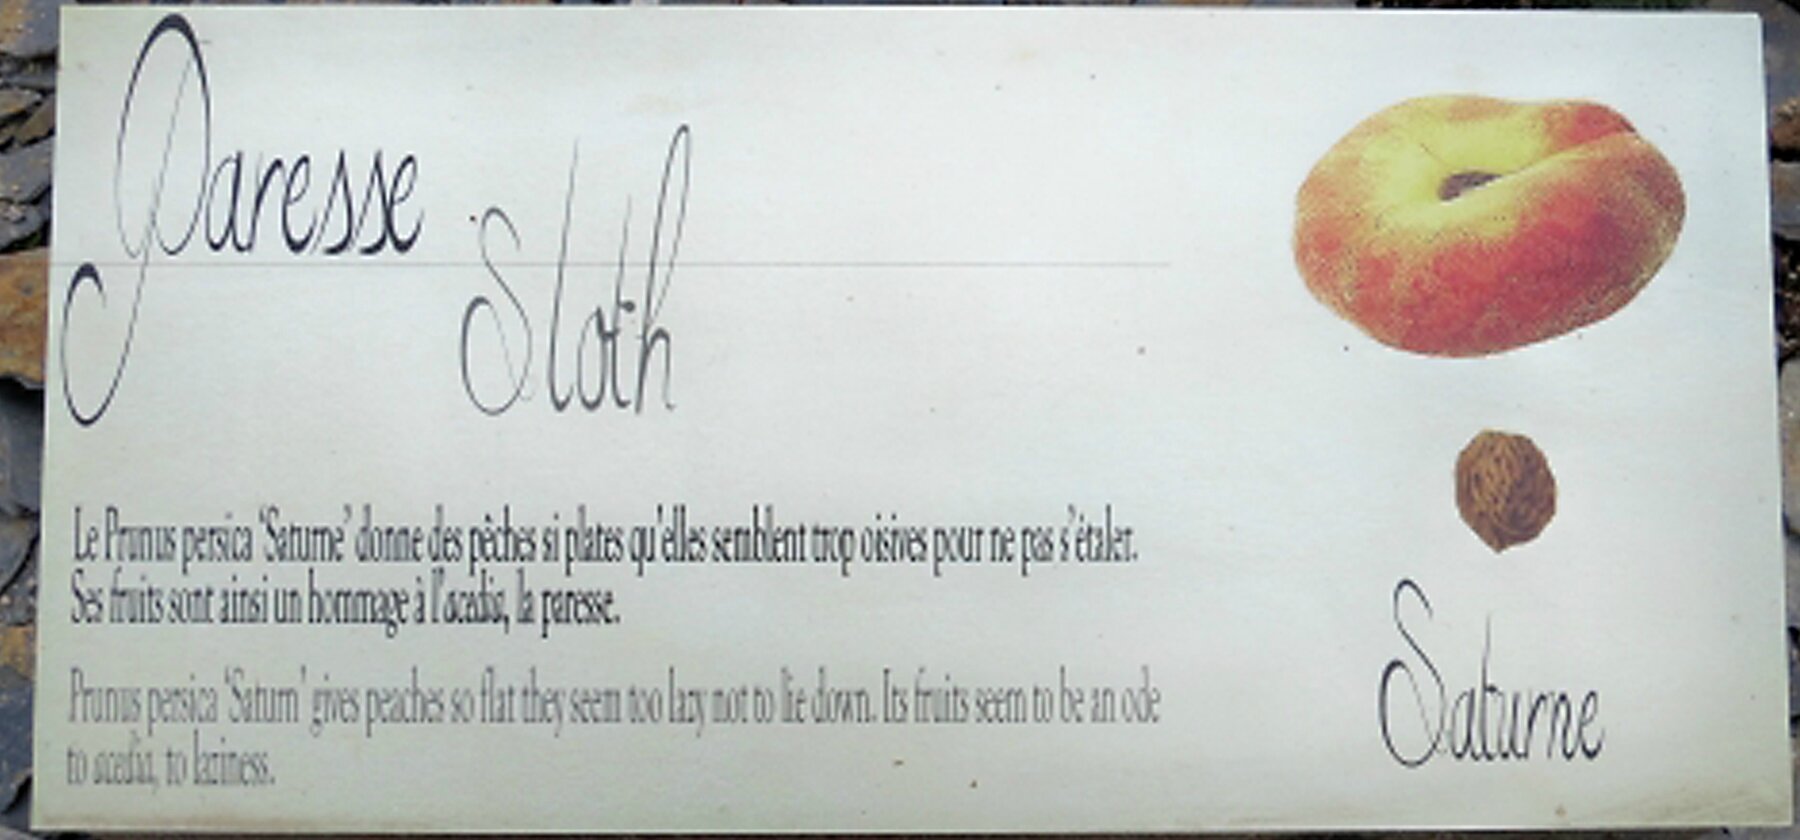 Paresse
Sloth
Le Prunus persica 'Saturne' donne des pêches si plates qu'elles semblent trop oisives pour ne pas s'étaler.
Ses fruits sont ainsi un hommage à l'acadia, la paresse.
Prunus persica 'Saturn' gives peaches so flat they seem too lazy not to lie down. Its fruits seem to be an ode
to acadia, to laziness.
Saturne